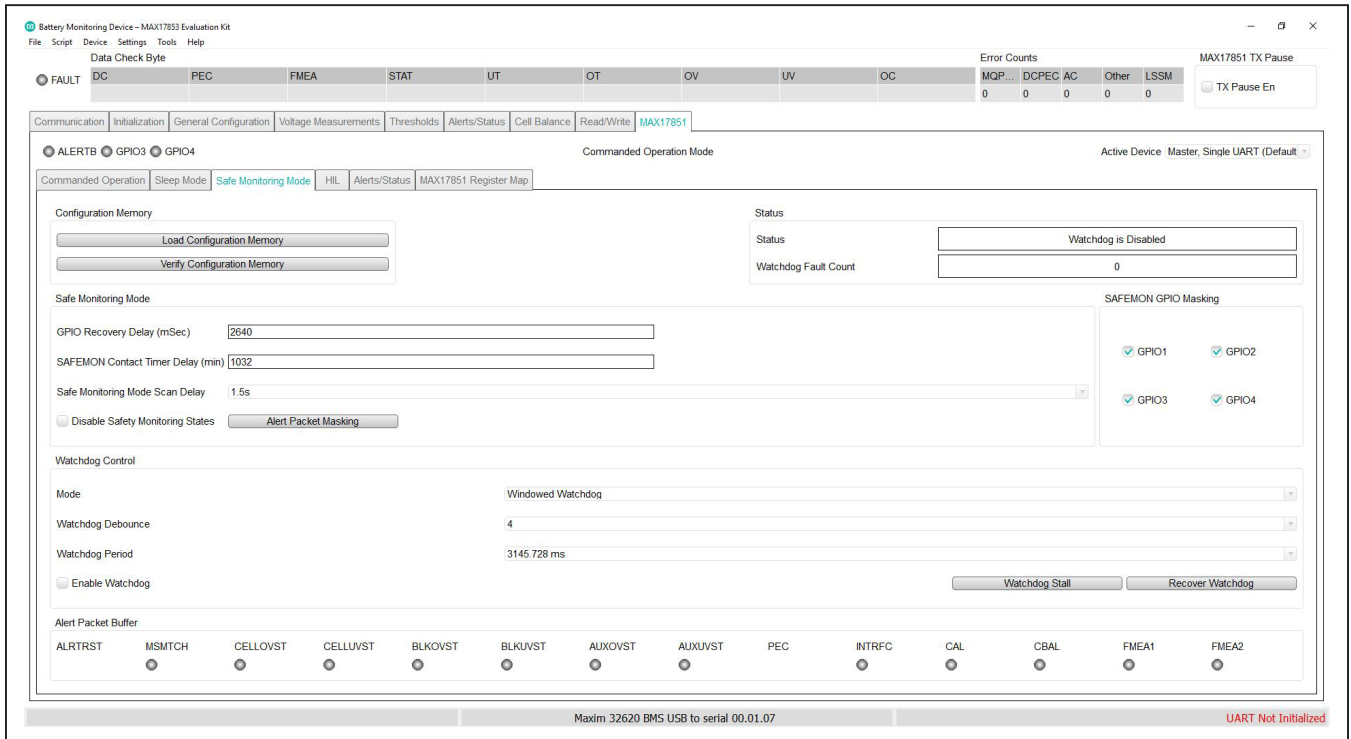 Battery Monitoring Device – MAX17853 Evaluation Kit
File Script Device Settings Tools Help
Data Check Byte Error Counts MAX17851 TX Pause
FAULT DC PEC FMEA STAT UT OT OV UV OC MQP... DCPEC AC Other LSSM
TX Pause En
0 0 0 0 0
Communication Initialization General Configuration Voltage Measurements Thresholds Alerts/Status Cell Balance Read/Write MAX17851
ALERTB GPIO3 GPIO4 Commanded Operation Mode Active Device Master, Single UART (Default
Commanded Operation Sleep Mode Safe Monitoring Mode HIL Alerts/Status MAX17851 Register Map
Configuration Memory Status
Load Configuration Memory Status Watchdog is Disabled
Verify Configuration Memory Watchdog Fault Count 0
Safe Monitoring Mode SAFEMON GPIO Masking
GPIO Recovery Delay (mSec) 2640
GPIO1 GPIO2
SAFEMON Contact Timer Delay (min) 1032
Safe Monitoring Mode Scan Delay 1.5s
GPIO3 GPIO4
Disable Safety Monitoring States Alert Packet Masking
Watchdog Control
Mode Windowed Watchdog
Watchdog Debounce 4
Watchdog Period 3145.728 ms
Enable Watchdog Watchdog Stall Recover Watchdog
Alert Packet Buffer
ALRTRST MSMTCH CELLOVST CELLUVST BLKOVST BLKUVST AUXOVST AUXUVST PEC INTRFC CAL CBAL FMEA1 FMEA2
Maxim 32620 BMS USB to serial 00.01.07 UART Not Initialized